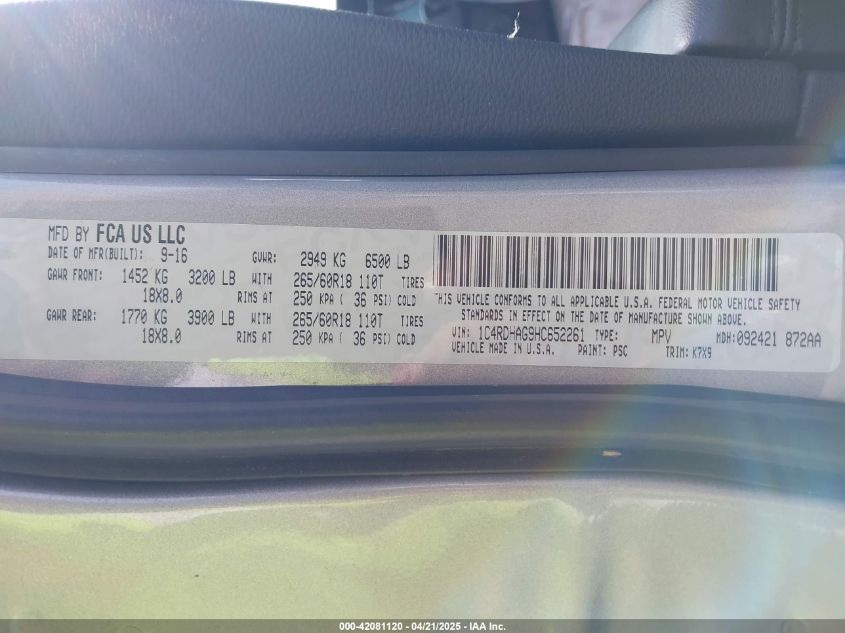 MFD BY FCA US LLC
DATE OF MFR(BUILT): 9-16 GVWR: 2949 KG 6500 LB
GAWR FRONT: 1452 KG 3200 LB WITH 265/60R18 110T TIRES
18X8.0 RIMS AT 250 KPA ( 36 PSI) COLD
GAWR REAR: 1770 KG 3900 LB WITH 265/60R18 110T TIRES
18X8.0 RIMS AT 250 KPA ( 36 PSI) COLD
THIS VEHICLE CONFORMS TO ALL APPLICABLE U.S.A. FEDERAL MOTOR VEHICLE SAFETY
STANDARDS IN EFFECT ON THE DATE OF MANUFACTURE SHOWN ABOVE.
VIN: 1C4RDHAG9HC652261 TYPE: MPV MDH:092421 872AA
VEHICLE MADE IN U.S.A. PAINT: PSC TRIM: K7X9
000-42081120 - 04/21/2025 - IAA Inc.